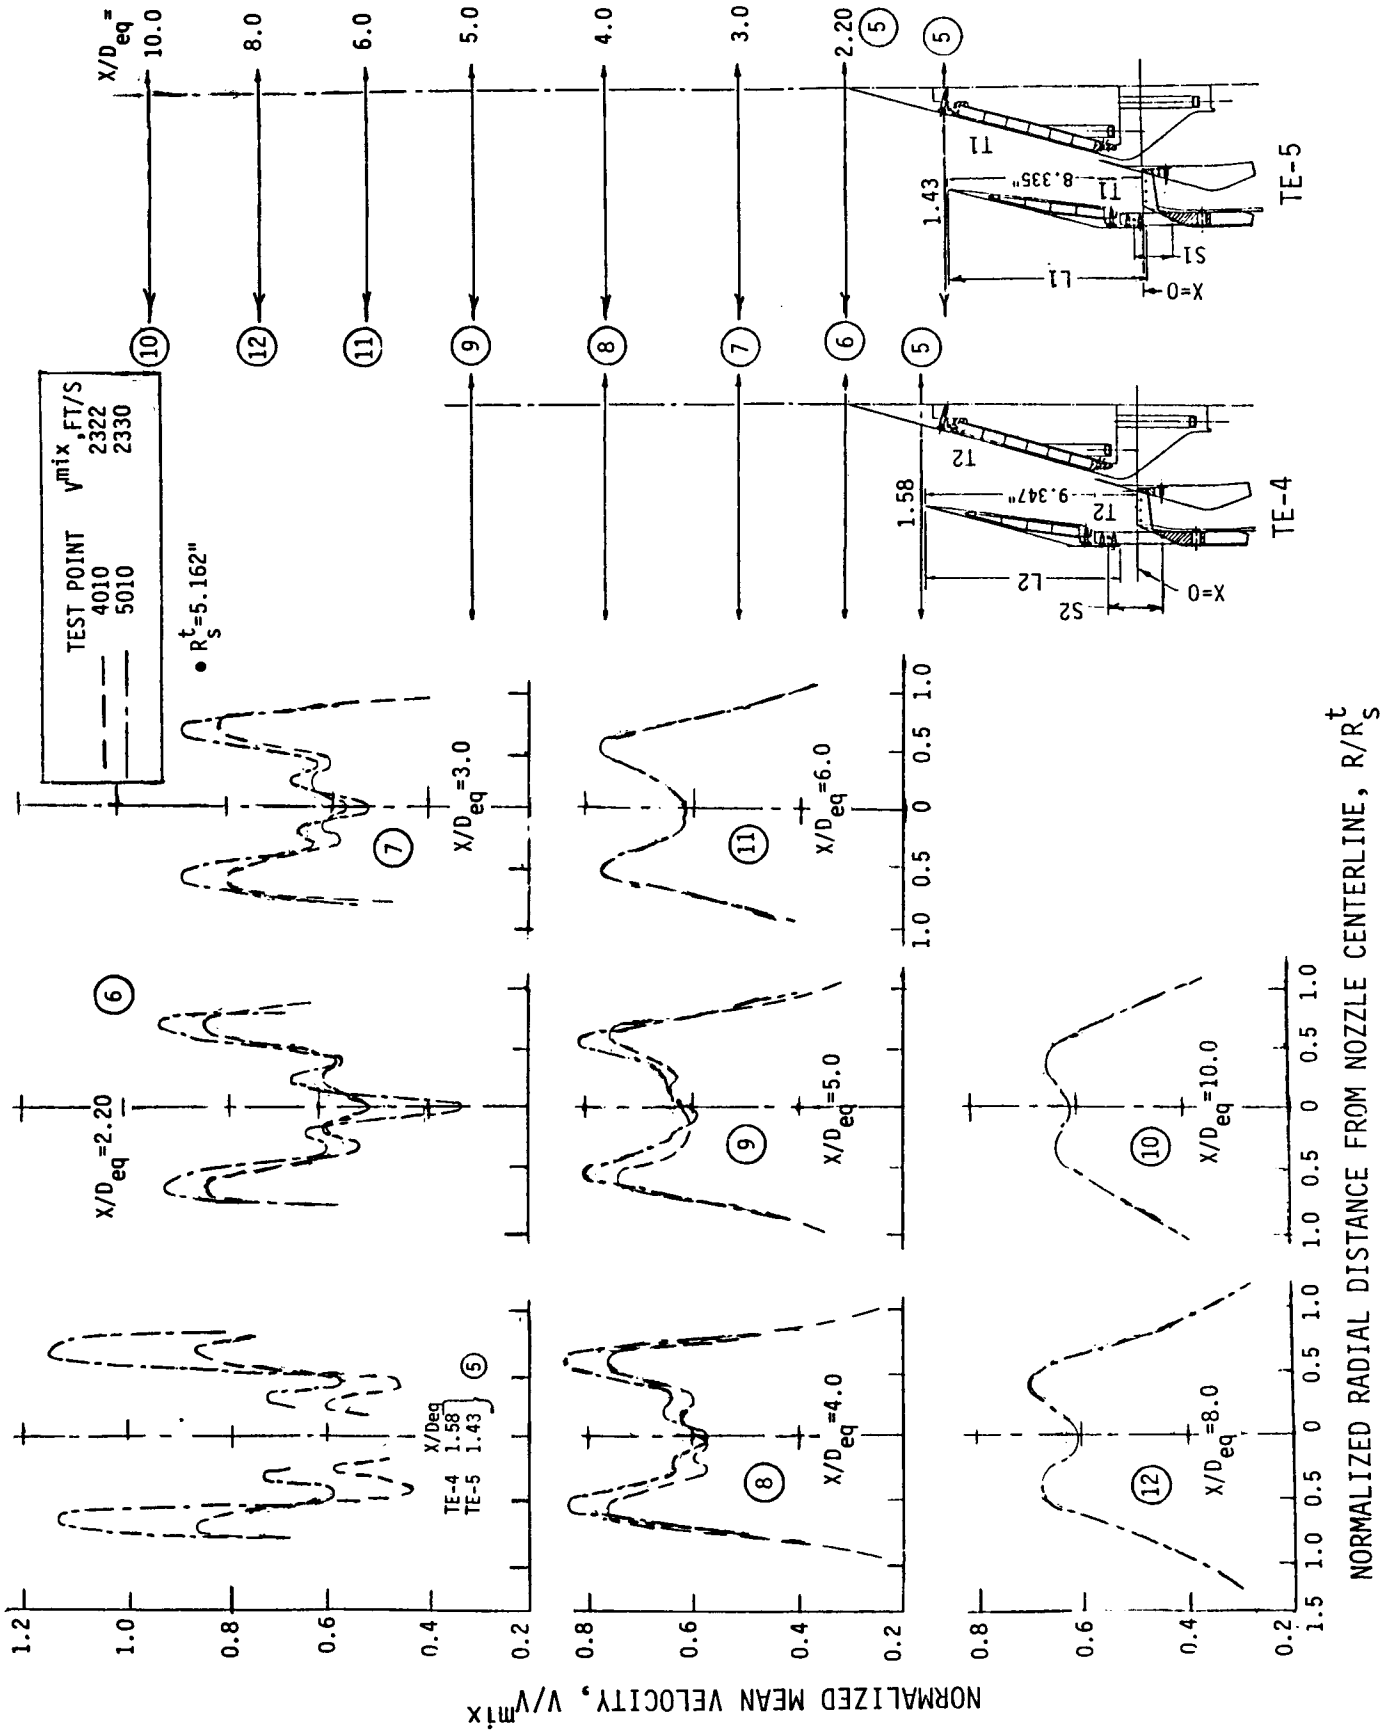 TEST POINT V^mix, FT/S
4010 2322
5010 2330
• R_s^t=5.162"
NORMALIZED MEAN VELOCITY, V/V^mix
1.2
1.0
0.8
0.6
0.4
0.2
X/Deq
TE-4 1.58
TE-5 1.43
5
X/D_eq=2.20
6
X/D_eq=3.0
7
1.0 0.5 0 0.5 1.0
0.8
0.6
0.4
0.2
X/D_eq=4.0
8
X/D_eq=5.0
9
X/D_eq=6.0
11
0.8
0.6
0.4
0.2
X/D_eq=8.0
12
X/D_eq=10.0
10
1.5 1.0 0.5 0 0.5 1.0
1.0 0.5 0 0.5 1.0
NORMALIZED RADIAL DISTANCE FROM NOZZLE CENTERLINE, R/R_s^t
X/D_eq=
10 10.0
12 8.0
11 6.0
9 5.0
8 4.0
7 3.0
6 2.20
5
5 5
1.58
T2
9.347"
T2
L2
S2
X=0
TE-4
1.43
T1
8.335"
T1
L1
S1
X=0
TE-5